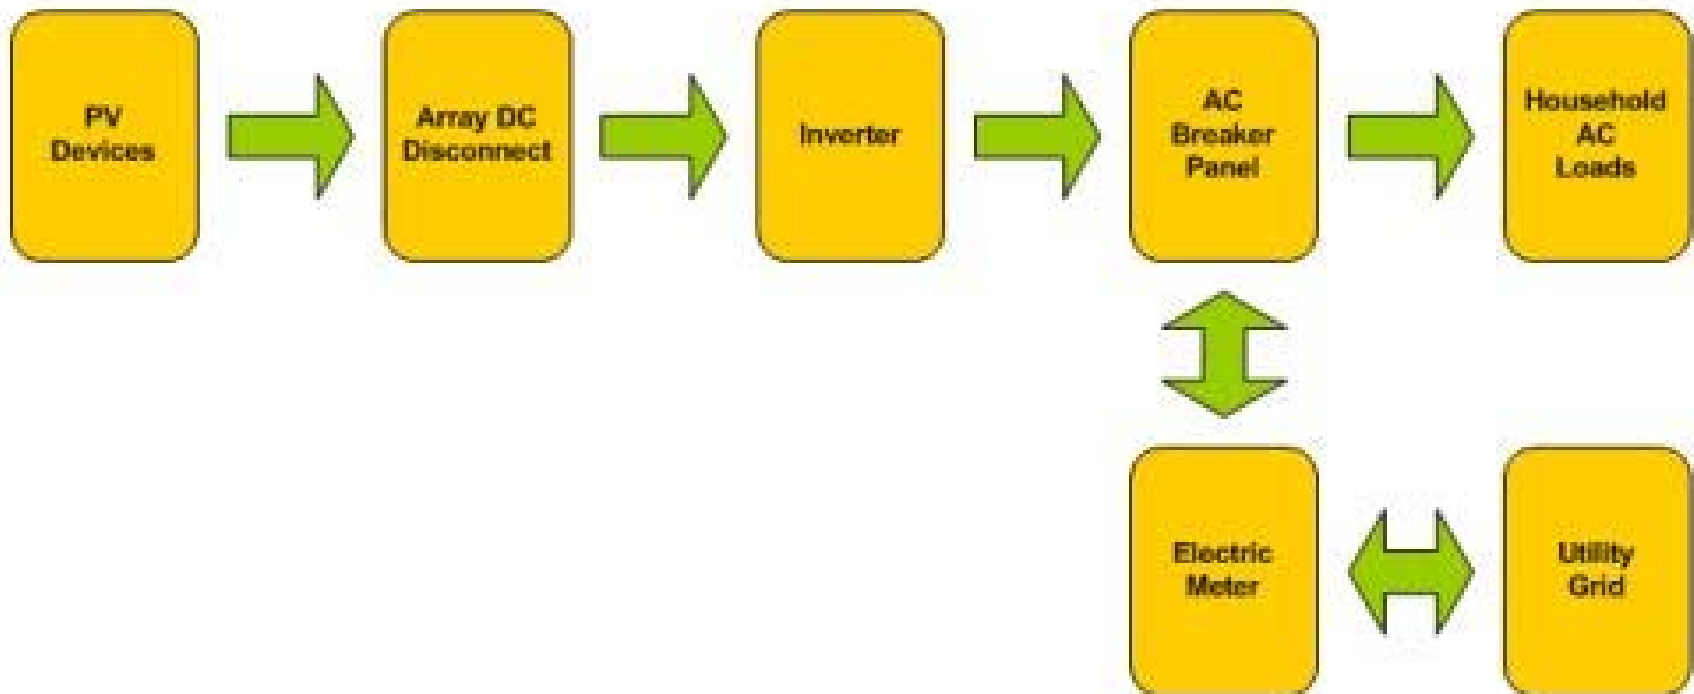 PV
Devices
Array DC
Disconnect
Inverter
AC
Breaker
Panel
Household
AC
Loads
Electric
Meter
Utility
Grid